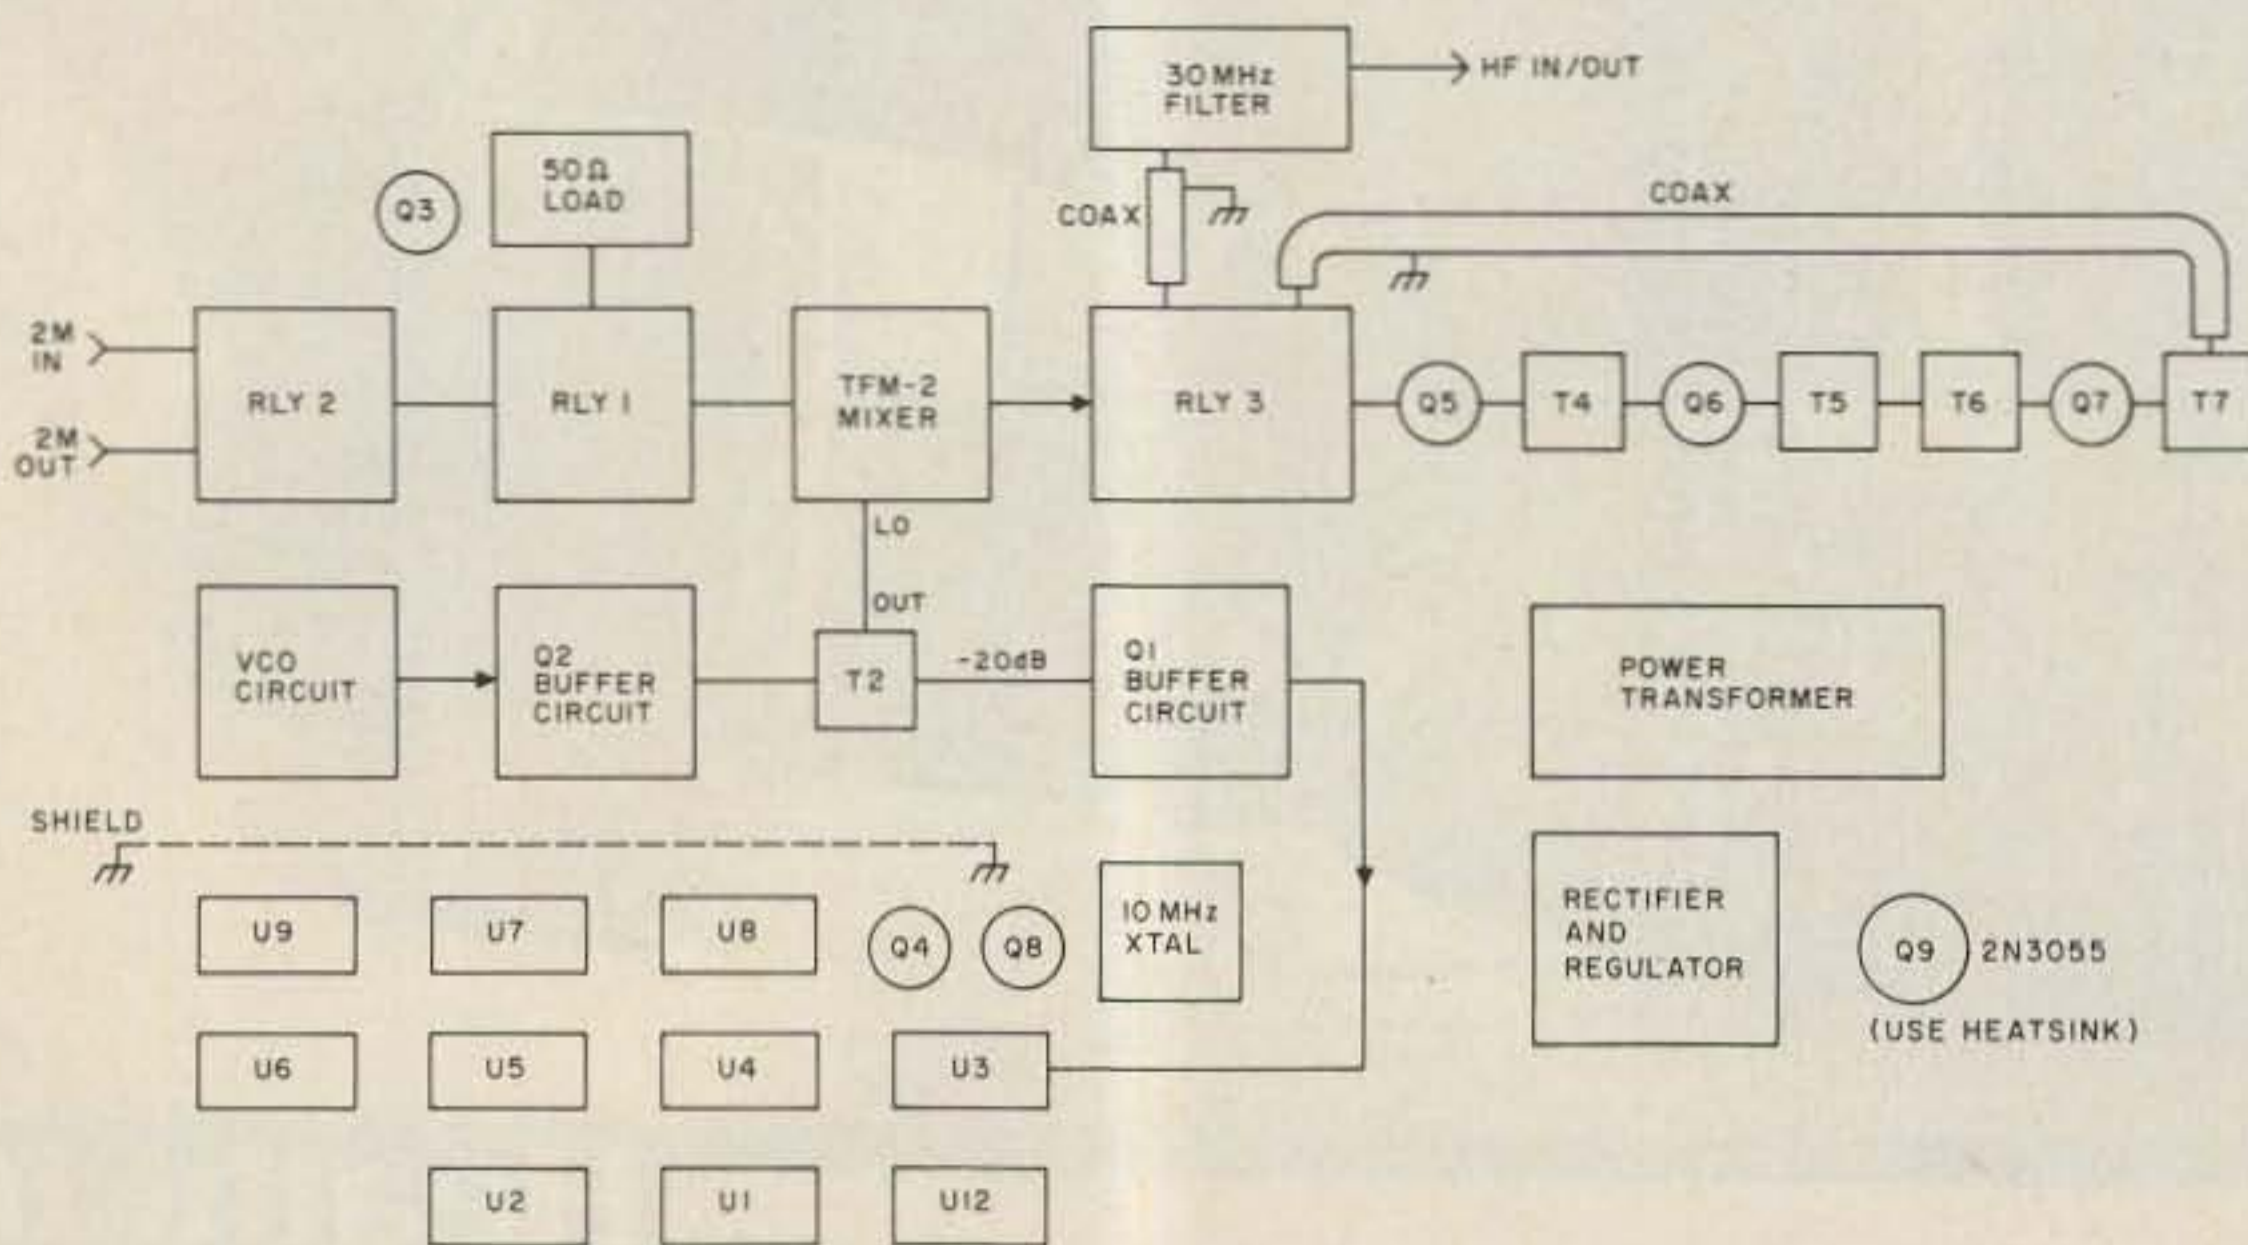 30 MHz
FILTER
HF IN/OUT
50Ω
LOAD
Q3
COAX
COAX
2M
IN
2M
OUT
RLY 2
RLY 1
TFM-2
MIXER
RLY 3
Q5
T4
Q6
T5
T6
Q7
T7
LO
OUT
VCO
CIRCUIT
Q2
BUFFER
CIRCUIT
T2
-20dB
Q1
BUFFER
CIRCUIT
POWER
TRANSFORMER
SHIELD
U9
U7
U8
Q4
Q8
10 MHz
XTAL
RECTIFIER
AND
REGULATOR
Q9
2N3055
(USE HEATSINK)
U6
U5
U4
U3
U2
U1
U12